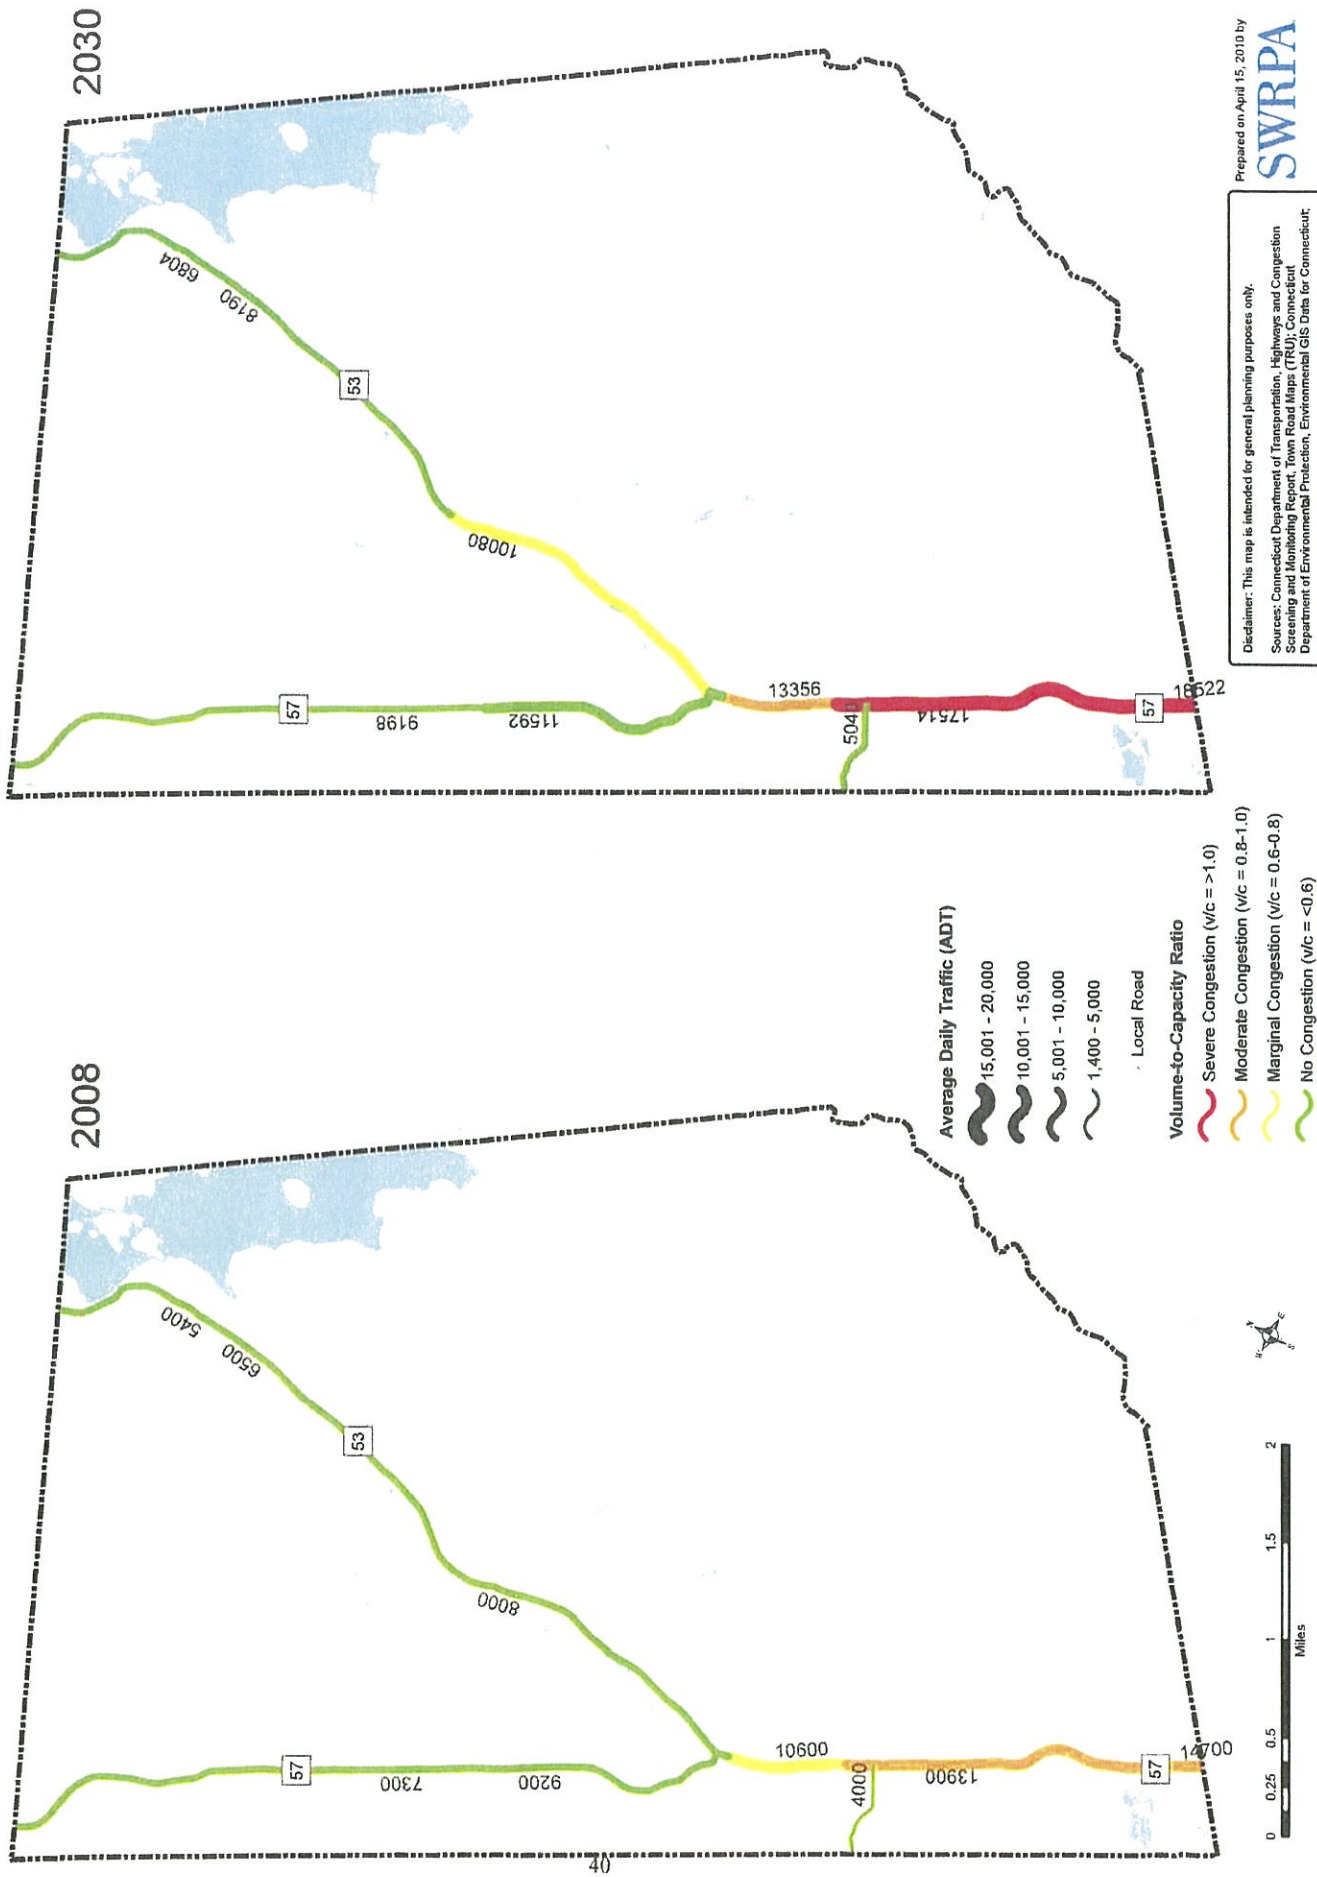 2030
6804
8190
53
10080
57
9198
11592
13356
5040
17514
57
18522
Prepared on April 15, 2010 by
SWRPA
Disclaimer: This map is intended for general planning purposes only.
Sources: Connecticut Department of Transportation, Highways and Congestion
Screening and Monitoring Report, Town Road Maps (TRU); Connecticut
Department of Environmental Protection, Environmental GIS Data for Connecticut;
2008
5400
6500
53
8000
57
7300
9200
10600
4000
13900
57
14700
Average Daily Traffic (ADT)
15,001 - 20,000
10,001 - 15,000
5,001 - 10,000
1,400 - 5,000
Local Road
Volume-to-Capacity Ratio
Severe Congestion (v/c = >1.0)
Moderate Congestion (v/c = 0.8-1.0)
Marginal Congestion (v/c = 0.6-0.8)
No Congestion (v/c = <0.6)
N
E
S
W
0 0.25 0.5 1 1.5 2
Miles
40